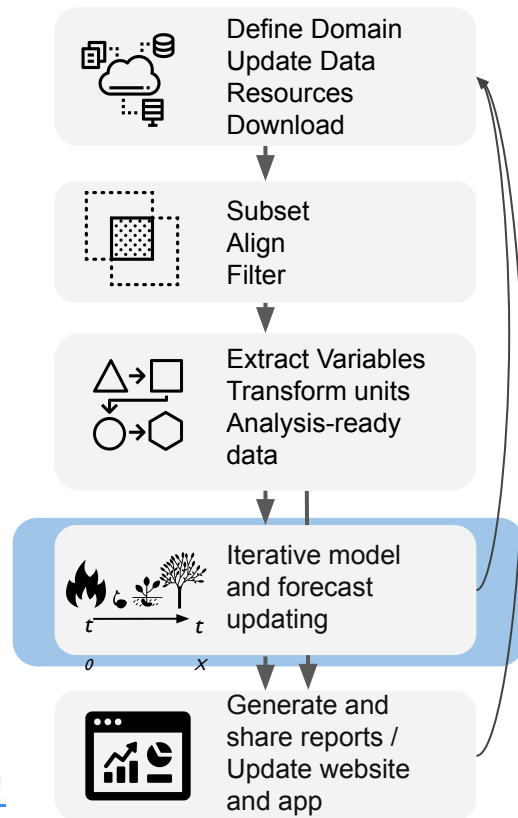 Define Domain
Update Data
Resources
Download
Subset
Align
Filter
Extract Variables
Transform units
Analysis-ready
data
Iterative model
and forecast
updating
t t
0 X
Generate and
share reports /
Update website
and app